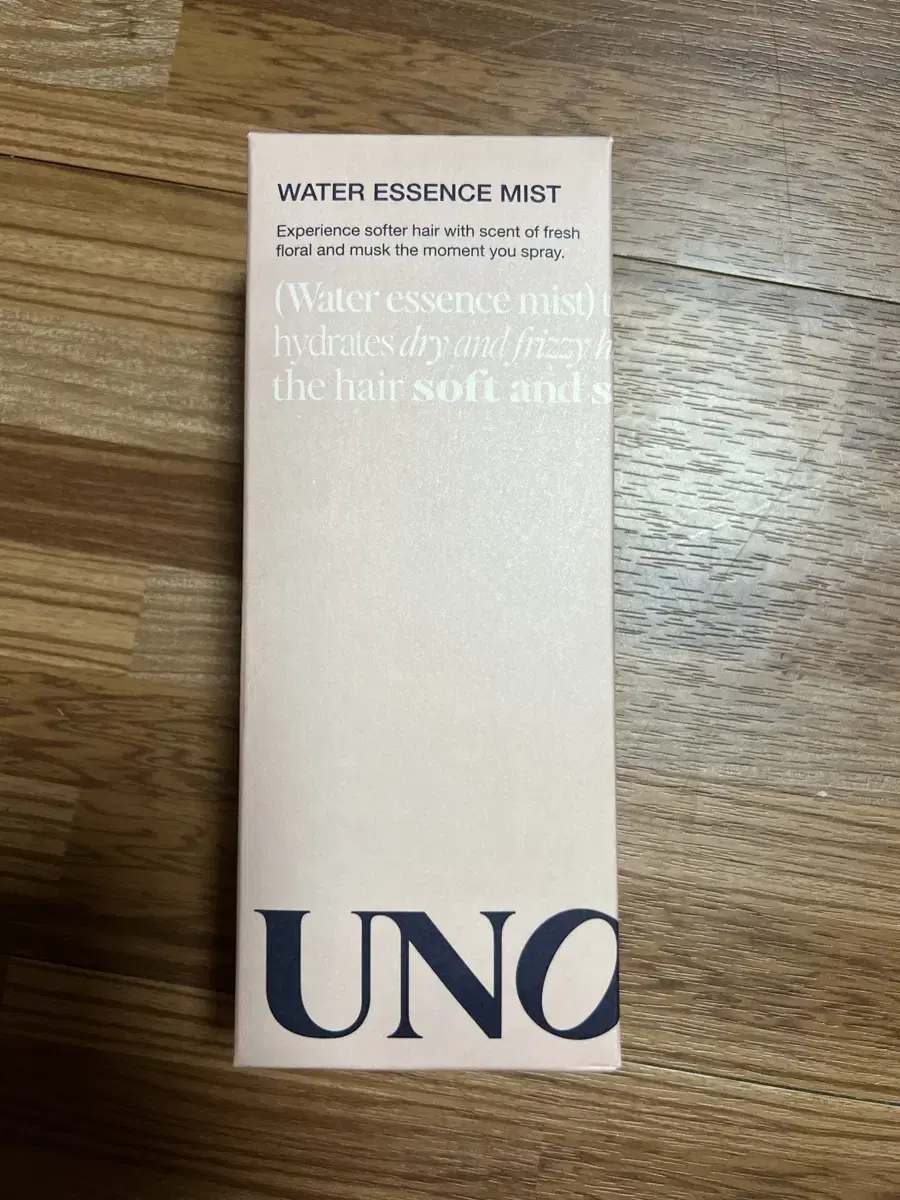 WATER ESSENCE MIST
Experience softer hair with scent of fresh
floral and musk the moment you spray.
(Water essence mist)
hydrates dry and frizzy h
the hair soft and s
UNO